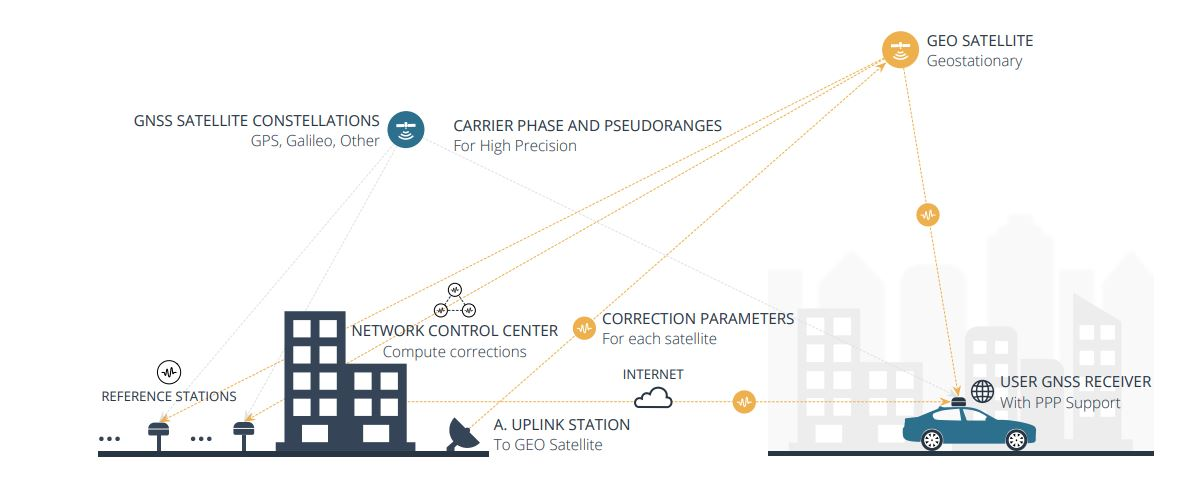 GEO SATELLITE
Geostationary
GNSS SATELLITE CONSTELLATIONS
GPS, Galileo, Other
CARRIER PHASE AND PSEUDORANGES
For High Precision
NETWORK CONTROL CENTER
Compute corrections
CORRECTION PARAMETERS
For each satellite
REFERENCE STATIONS
INTERNET
USER GNSS RECEIVER
With PPP Support
A. UPLINK STATION
To GEO Satellite